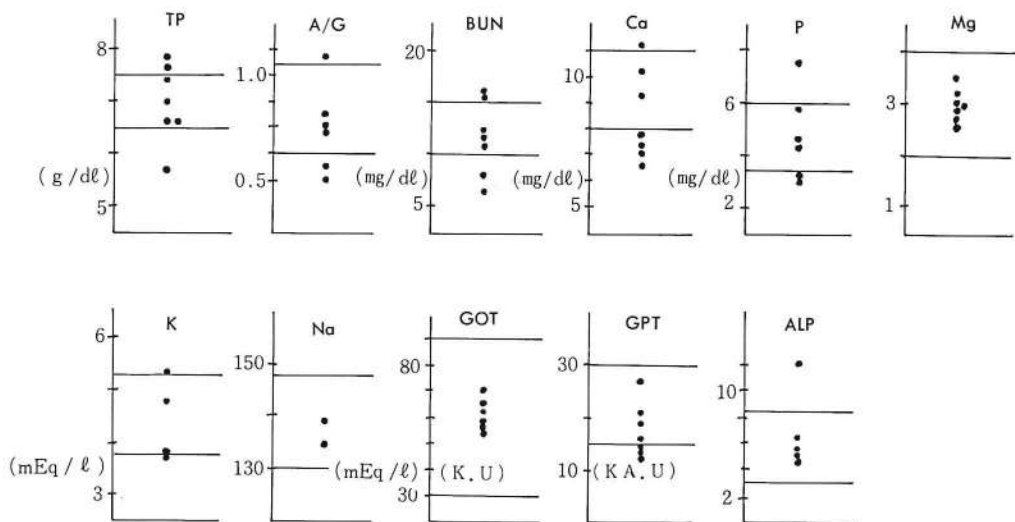 TP
8
(g/dℓ)
5
A/G
1.0
0.5
BUN
20
(mg/dℓ)
5
Ca
10
(mg/dℓ)
5
P
6
(mg/dℓ)
2
Mg
3
1
K
6
(mEq/ℓ)
3
Na
150
130
(mEq/ℓ)
GOT
80
(K.U)
30
GPT
30
10
(KA.U)
ALP
10
2